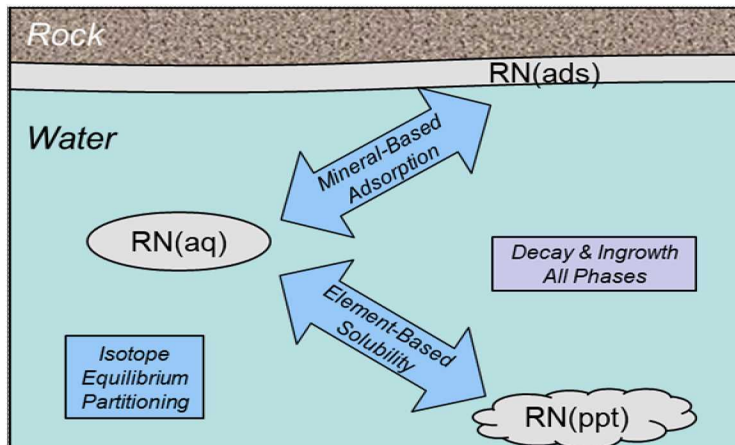 Rock
RN(ads)
Water
Mineral-Based
Adsorption
RN(aq)
Decay & Ingrowth
All Phases
Element-Based
Solubility
Isotope
Equilibrium
Partitioning
RN(ppt)